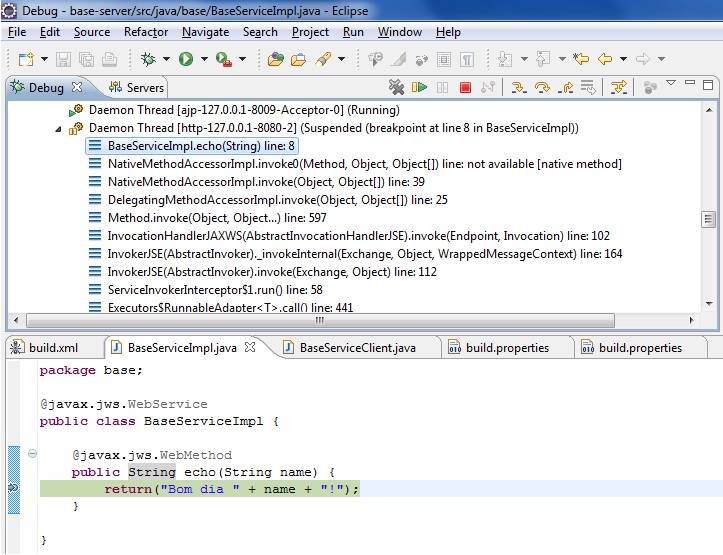 Debug - base-server/src/java/base/BaseServiceImpl.java - Eclipse
File Edit Source Refactor Navigate Search Project Run Window Help
Debug Servers
Daemon Thread [ajp-127.0.0.1-8009-Acceptor-0] (Running)
Daemon Thread [http-127.0.0.1-8080-2] (Suspended (breakpoint at line 8 in BaseServiceImpl))
BaseServiceImpl.echo(String) line: 8
NativeMethodAccessorImpl.invoke0(Method, Object, Object[]) line: not available [native method]
NativeMethodAccessorImpl.invoke(Object, Object[]) line: 39
DelegatingMethodAccessorImpl.invoke(Object, Object[]) line: 25
Method.invoke(Object, Object...) line: 597
InvocationHandlerJAXWS(AbstractInvocationHandlerJSE).invoke(Endpoint, Invocation) line: 102
InvokerJSE(AbstractInvoker)._invokeInternal(Exchange, Object, WrappedMessageContext) line: 164
InvokerJSE(AbstractInvoker).invoke(Exchange, Object) line: 112
ServiceInvokerInterceptor$1.run() line: 58
Executors$RunnableAdapter<T>.call() line: 441
build.xml BaseServiceImpl.java BaseServiceClient.java build.properties build.properties
package base;
@javax.jws.WebService
public class BaseServiceImpl {
@javax.jws.WebMethod
public String echo(String name) {
return("Bom dia " + name + "!");
}
}